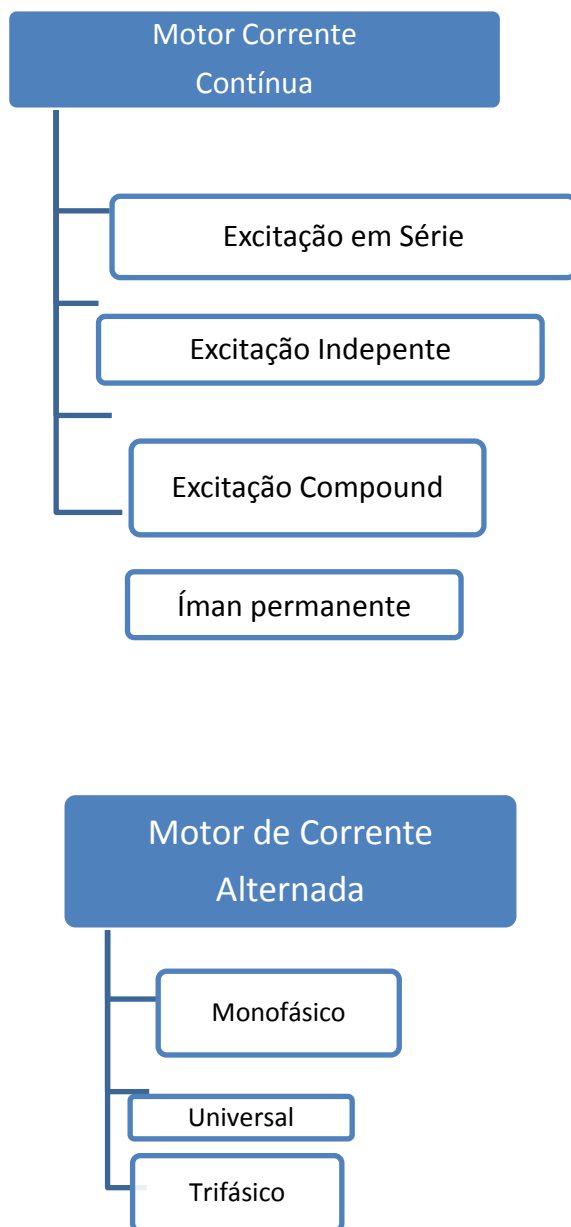 Motor Corrente
Contínua
Excitação em Série
Excitação Indepente
Excitação Compound
Íman permanente
Motor de Corrente
Alternada
Monofásico
Universal
Trifásico